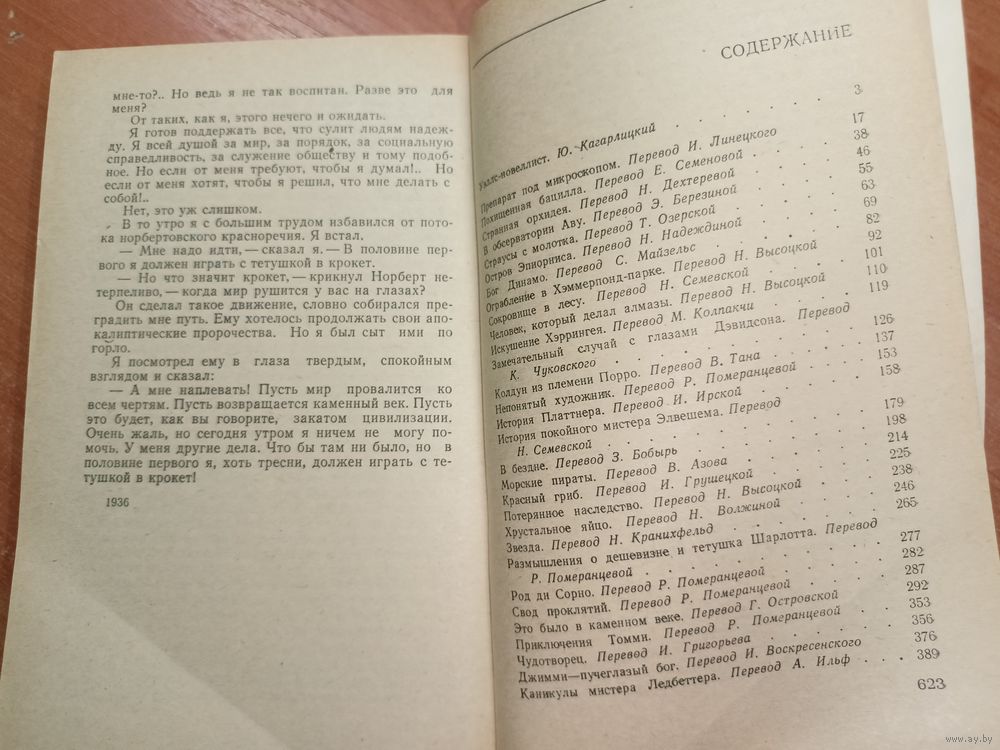 мне-то?.. Но ведь я не так воспитан. Разве это для
меня?
От таких, как я, этого нечего и ожидать.
Я готов поддержать все, что сулит людям надеж-
ду. Я всей душой за мир, за порядок, за социальную
справедливость, за служение обществу и тому подоб-
ное. Но если от меня требуют, чтобы я думал!.. Но
если от меня хотят, чтобы я решил, что мне делать с
собой!..
Нет, это уж слишком.
В то утро я с большим трудом избавился от пото-
ка норбертовского красноречия. Я встал.
— Мне надо идти,— сказал я.— В половине пер-
вого я должен играть с тетушкой в крокет.
— Но что значит крокет,— крикнул Норберт не-
терпеливо,— когда мир рушится у вас на глазах?
Он сделал такое движение, словно собирался пре-
градить мне путь. Ему хотелось продолжать свои апо-
калиптические пророчества. Но я был сыт ими по
горло.
Я посмотрел ему в глаза твердым, спокойным
взглядом и сказал:
— А мне наплевать! Пусть мир провалится ко
всем чертям. Пусть возвращается каменный век. Пусть
это будет, как вы говорите, закатом цивилизации.
Очень жаль, но сегодня утром я ничем не могу по-
мочь. У меня другие дела. Что бы там ни было, но в
половине первого я, хоть тресни, должен играть с те-
тушкой в крокет!
1936
СОДЕРЖАНИЕ
Уэллс-новеллист. Ю. Кагарлицкий . . . . . . 3
Препарат под микроскопом. Перевод И. Линецкого 17
Похищенная бацилла. Перевод Е. Семеновой . 38
Странная орхидея. Перевод Н. Дехтеревой . 46
В обсерватории Аву. Перевод Э. Березиной . 55
Страусы с молотка. Перевод Т. Озерской . . 63
Остров Эпиорниса. Перевод Н. Надеждиной . 69
Бог Динамо. Перевод С. Майзельс . . . 82
Ограбление в Хэммерпонд-парке. Перевод Н. Высоцкой 92
Сокровище в лесу. Перевод Н. Семевской . . 101
Человек, который делал алмазы. Перевод Н. Высоцкой 110
Искушение Хэррингея. Перевод М. Колпакчи . 119
Замечательный случай с глазами Дэвидсона. Перевод
К. Чуковского . . . . . . . 126
Колдун из племени Порро. Перевод В. Тана . . 137
Непонятый художник. Перевод Р. Померанцевой . 153
История Платтнера. Перевод И. Ирской . . . 158
История покойного мистера Элвешема. Перевод
Н. Семевской . . . . . . . 179
В бездне. Перевод З. Бобырь . . . . . 198
Морские пираты. Перевод В. Азова . . . . 214
Красный гриб. Перевод И. Грушецкой . . . 225
Потерянное наследство. Перевод Н. Высоцкой . 238
Хрустальное яйцо. Перевод Н. Волжиной . . 246
Звезда. Перевод Н. Кранихфельд . . . . 265
Размышления о дешевизне и тетушка Шарлотта. Перевод
Р. Померанцевой . . . . . . . 277
Род ди Сорно. Перевод Р. Померанцевой . . . 282
Свод проклятий. Перевод Р. Померанцевой . . 287
Это было в каменном веке. Перевод Г. Островской . 292
Приключения Томми. Перевод Р. Померанцевой . 353
Чудотворец. Перевод И. Григорьева . . . . 356
Джимми—пучеглазый бог. Перевод И. Воскресенского 376
Каникулы мистера Ледбеттера. Перевод А. Ильф . . . 389
623
www.ay.by